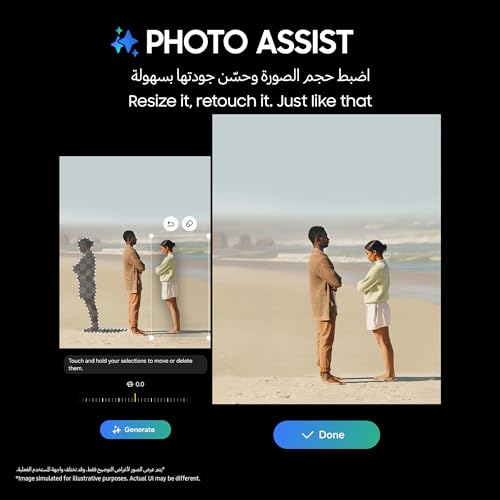 PHOTO ASSIST
اضبط حجم الصورة وحسّن جودتها بسهولة
Resize it, retouch it. Just like that
Touch and hold your selections to move or delete
them.
0.0
Generate
Done
*يتم عرض الصور لأغراض التوضيح فقط. وقد تختلف واجهة المستخدم الفعلية.
*Image simulated for illustrative purposes. Actual UI may be different.